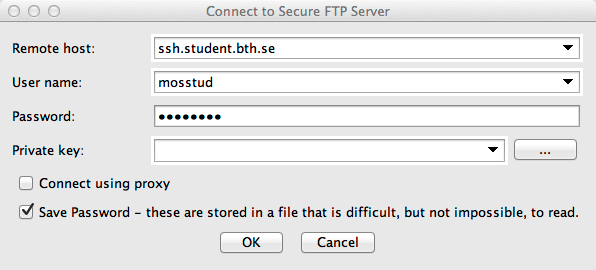 Connect to Secure FTP Server
Remote host: ssh.student.bth.se
User name: mosstud
Password: ••••••••
Private key: ...
Connect using proxy
Save Password – these are stored in a file that is difficult, but not impossible, to read.
OK Cancel